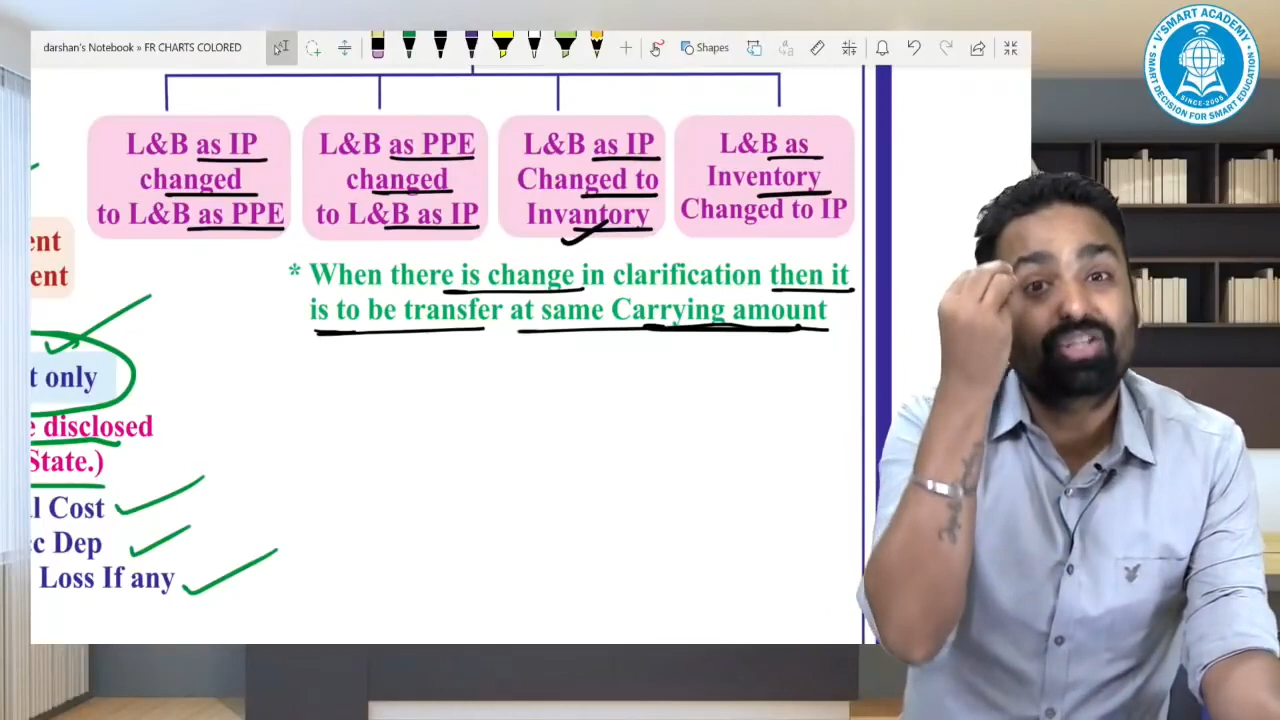 darshan's Notebook » FR CHARTS COLORED
Shapes
V'SMART ACADEMY
SMART DECISION FOR SMART EDUCATION
SINCE-2005
L&B as IP
changed
to L&B as PPE
L&B as PPE
changed
to L&B as IP
L&B as IP
Changed to
Invantory
L&B as
Inventory
Changed to IP
* When there is change in clarification then it
is to be transfer at same Carrying amount
ent
ent
t only
e disclosed
State.)
l Cost
c Dep
Loss If any